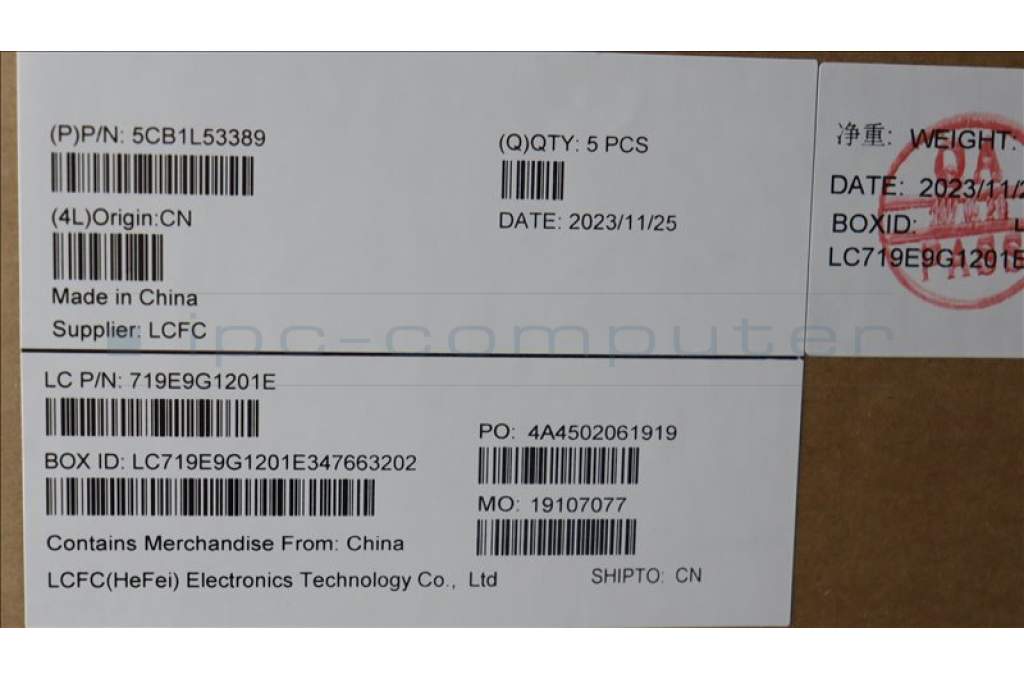 (P)P/N: 5CB1L53389
(Q)QTY: 5 PCS
(4L)Origin:CN
DATE: 2023/11/25
Made in China
Supplier: LCFC
净重: WEIGHT:
DATE: 2023/11/2
BOXID:
LC719E9G1201E
QA
PASS
ipc-computer
LC P/N: 719E9G1201E
PO: 4A4502061919
BOX ID: LC719E9G1201E347663202
MO: 19107077
Contains Merchandise From: China
LCFC(HeFei) Electronics Technology Co., Ltd
SHIPTO: CN